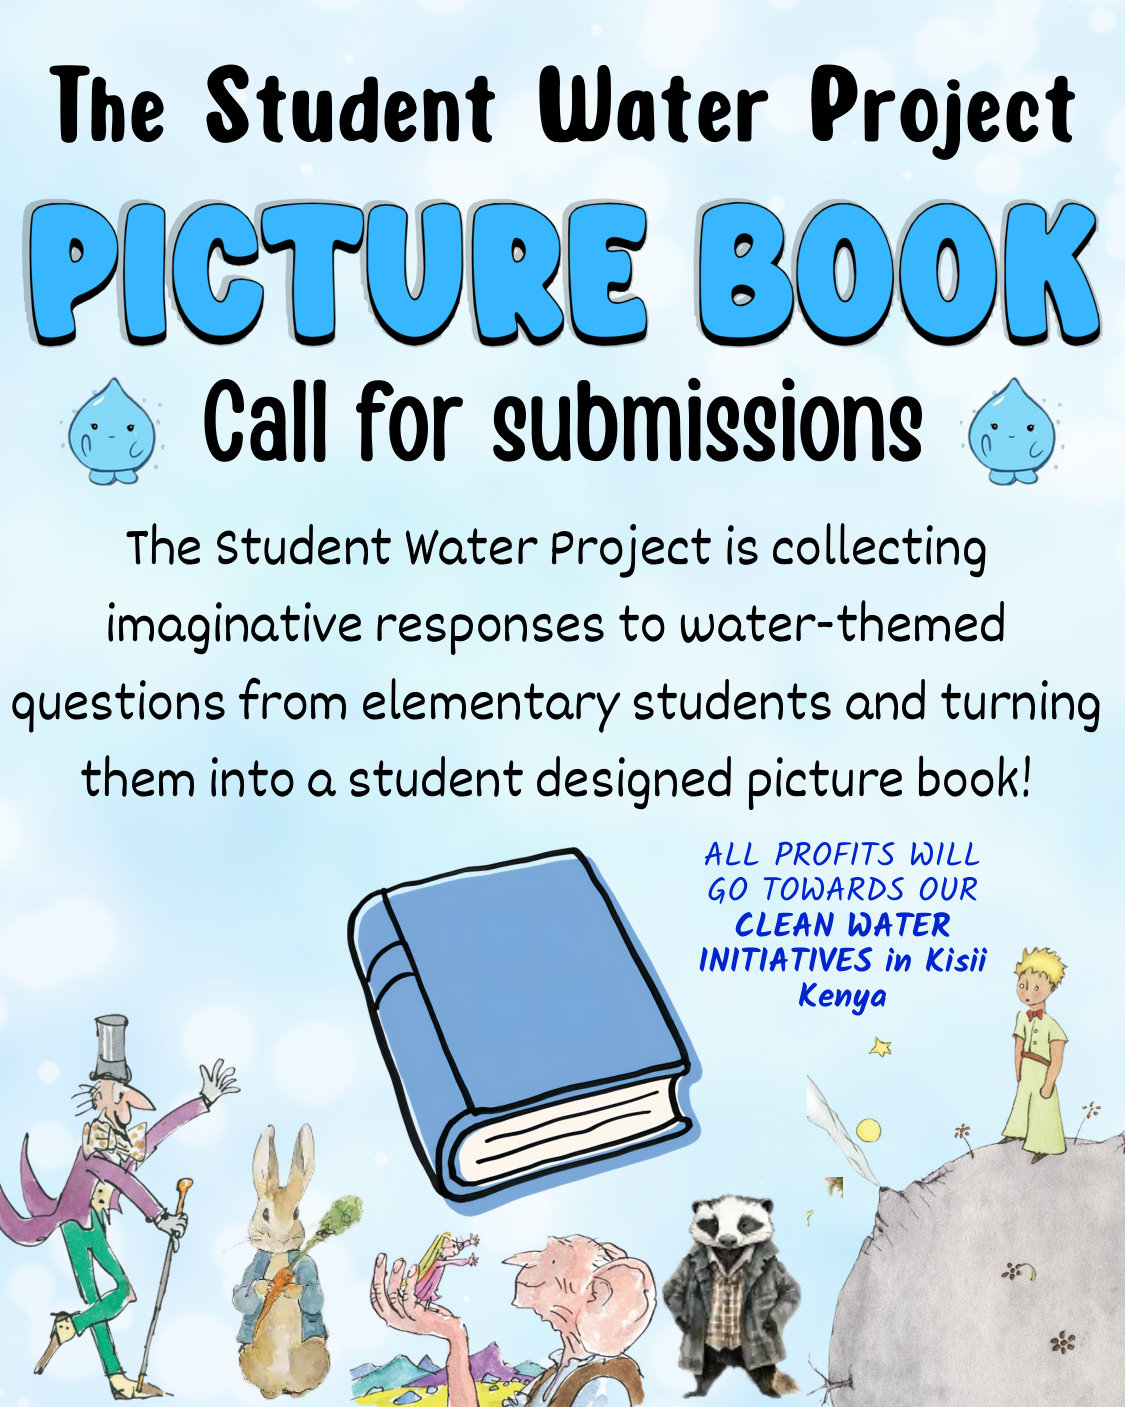 The Student Water Project
PICTURE BOOK
Call for submissions
The Student Water Project is collecting
imaginative responses to water-themed
questions from elementary students and turning
them into a student designed picture book!
ALL PROFITS WILL
GO TOWARDS OUR
CLEAN WATER
INITIATIVES in Kisii
Kenya